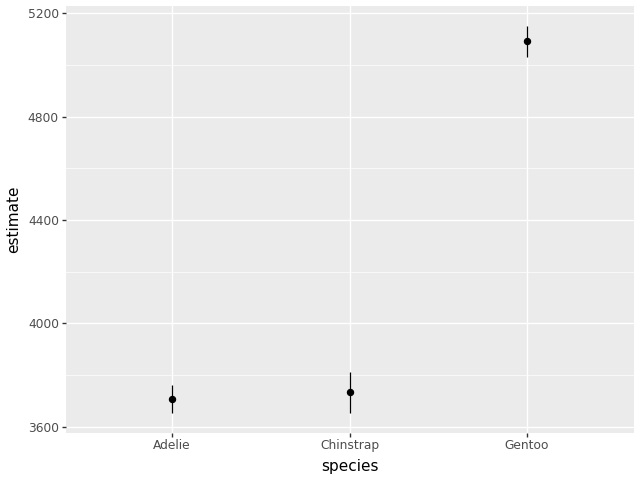 5200
4800
4400
4000
3600
estimate
Adelie
Chinstrap
Gentoo
species